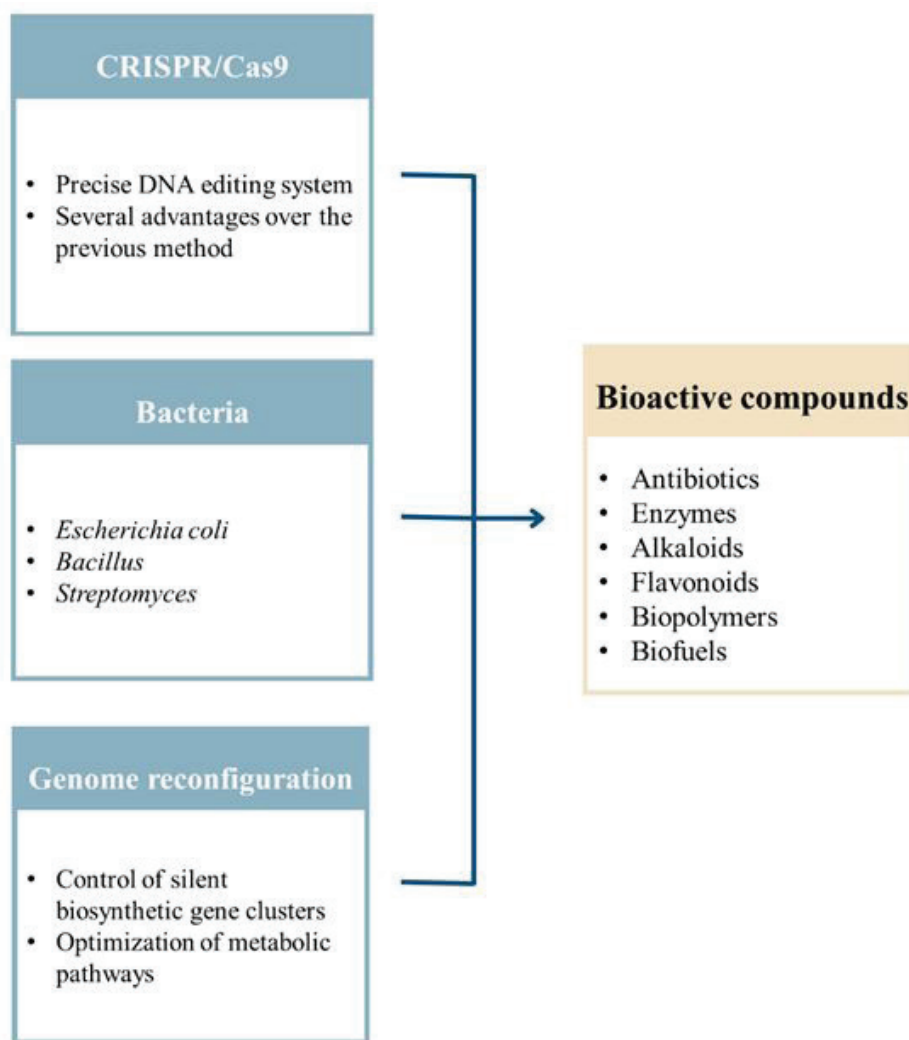 CRISPR/Cas9
• Precise DNA editing system
• Several advantages over the
previous method
Bacteria
• Escherichia coli
• Bacillus
• Streptomyces
Genome reconfiguration
• Control of silent
biosynthetic gene clusters
• Optimization of metabolic
pathways
Bioactive compounds
• Antibiotics
• Enzymes
• Alkaloids
• Flavonoids
• Biopolymers
• Biofuels